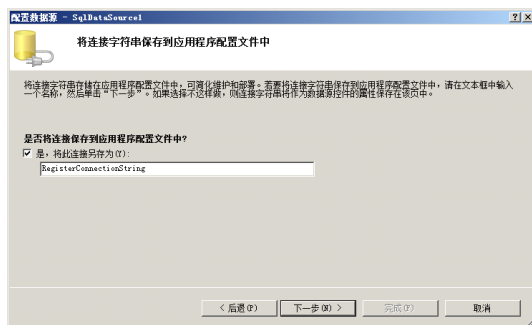 配置数据源 - SqlDataSource1
将连接字符串保存到应用程序配置文件中
将连接字符串存储在应用程序配置文件中，可简化维护和部署。若要将连接字符串保存到应用程序配置文件中，请在文本框中输入
一个名称，然后单击“下一步”。如果选择不这样做，则连接字符串将作为数据源控件的属性保存在该页中。
是否将连接保存到应用程序配置文件中?
是，将此连接另存为(Y):
RegisterConnectionString
< 后退(P)
下一步(N) >
完成(F)
取消